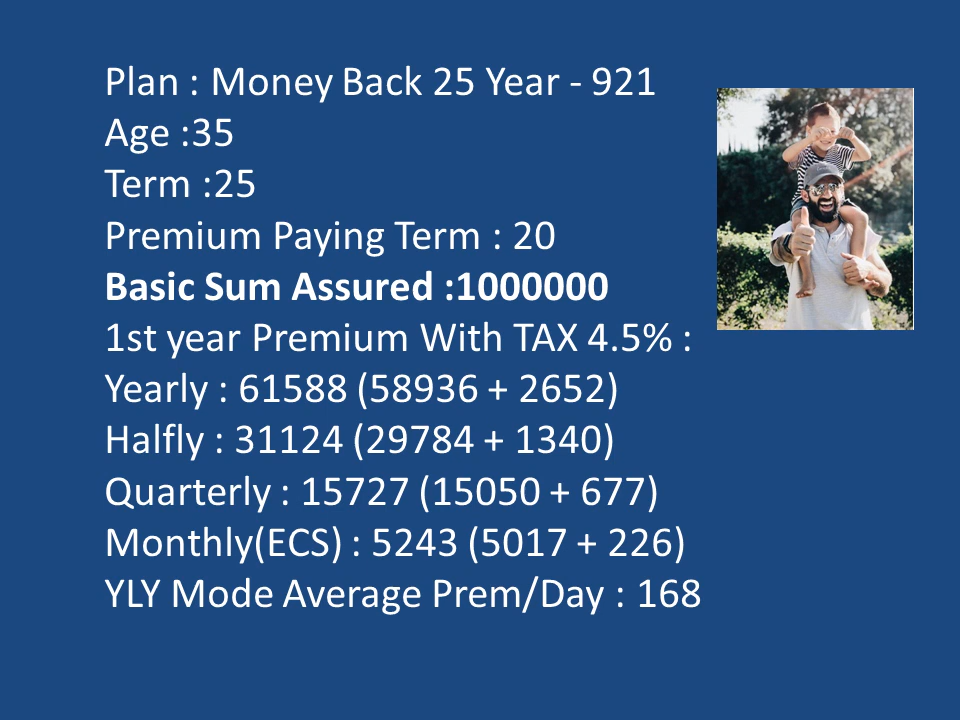 Plan : Money Back 25 Year - 921
Age :35
Term :25
Premium Paying Term : 20
Basic Sum Assured :1000000
1st year Premium With TAX 4.5% :
Yearly : 61588 (58936 + 2652)
Halfly : 31124 (29784 + 1340)
Quarterly : 15727 (15050 + 677)
Monthly(ECS) : 5243 (5017 + 226)
YLY Mode Average Prem/Day : 168